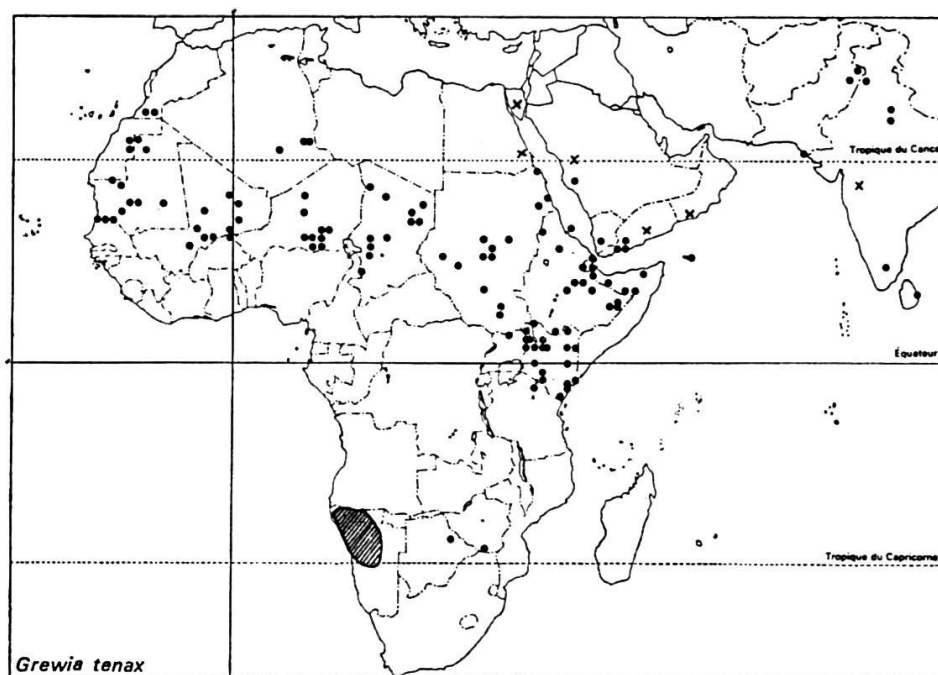 Tropique du Cancer
Équateur
Tropique du Capricorne
Grewia tenax